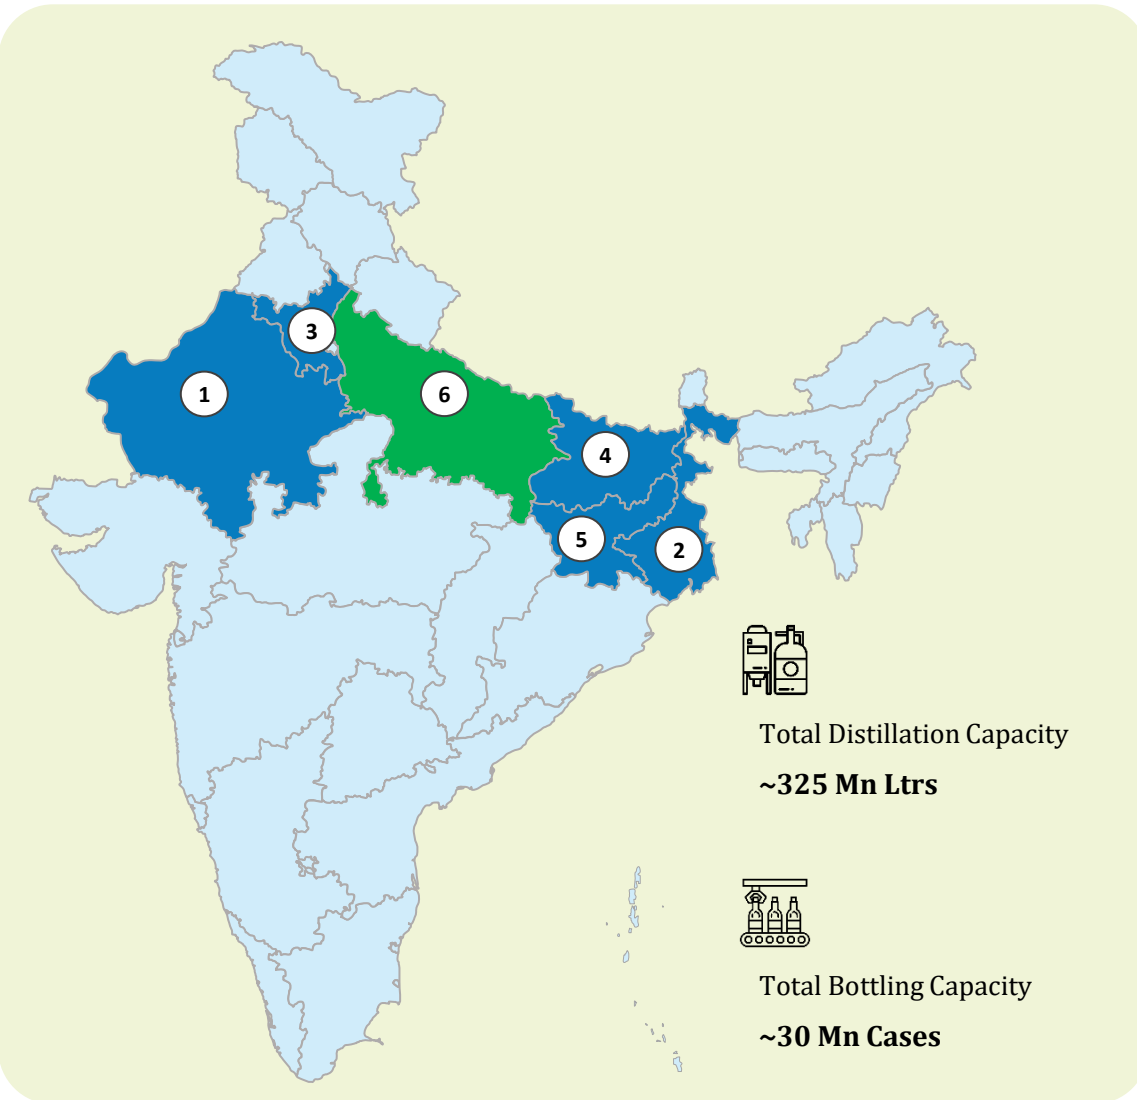 3
1
6
4
5
2
Total Distillation Capacity
~325 Mn Ltrs
Total Bottling Capacity
~30 Mn Cases